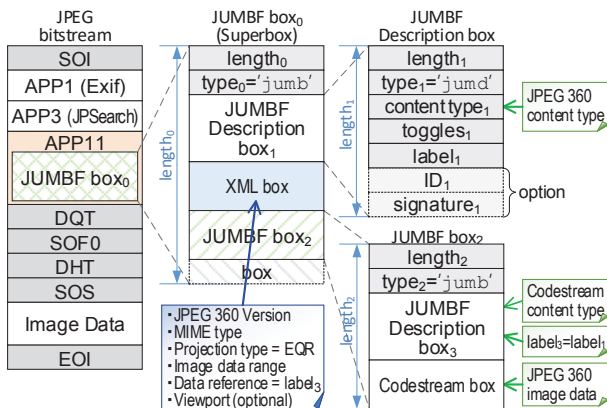 JPEG
bitstream
SOI
APP1 (Exif)
APP3 (JPSearch)
APP11
JUMBF box0
DQT
SOF0
DHT
SOS
Image Data
EOI
JUMBF box0
(Superbox)
length0
length0
type0='jumb'
JUMBF
Description
box1
XML box
JUMBF box2
box
・JPEG 360 Version
・MIME type
・Projection type = EQR
・Image data range
・Data reference = label3
・Viewport (optional)
JUMBF
Description box
length1
length1
type1='jumd'
content type1
toggles1
label1
ID1
signature1
option
JPEG 360
content type
JUMBF box2
length2
length2
type2='jumb'
JUMBF
Description
box3
Codestream box
Codestream
content type
label3=label1
JPEG 360
image data